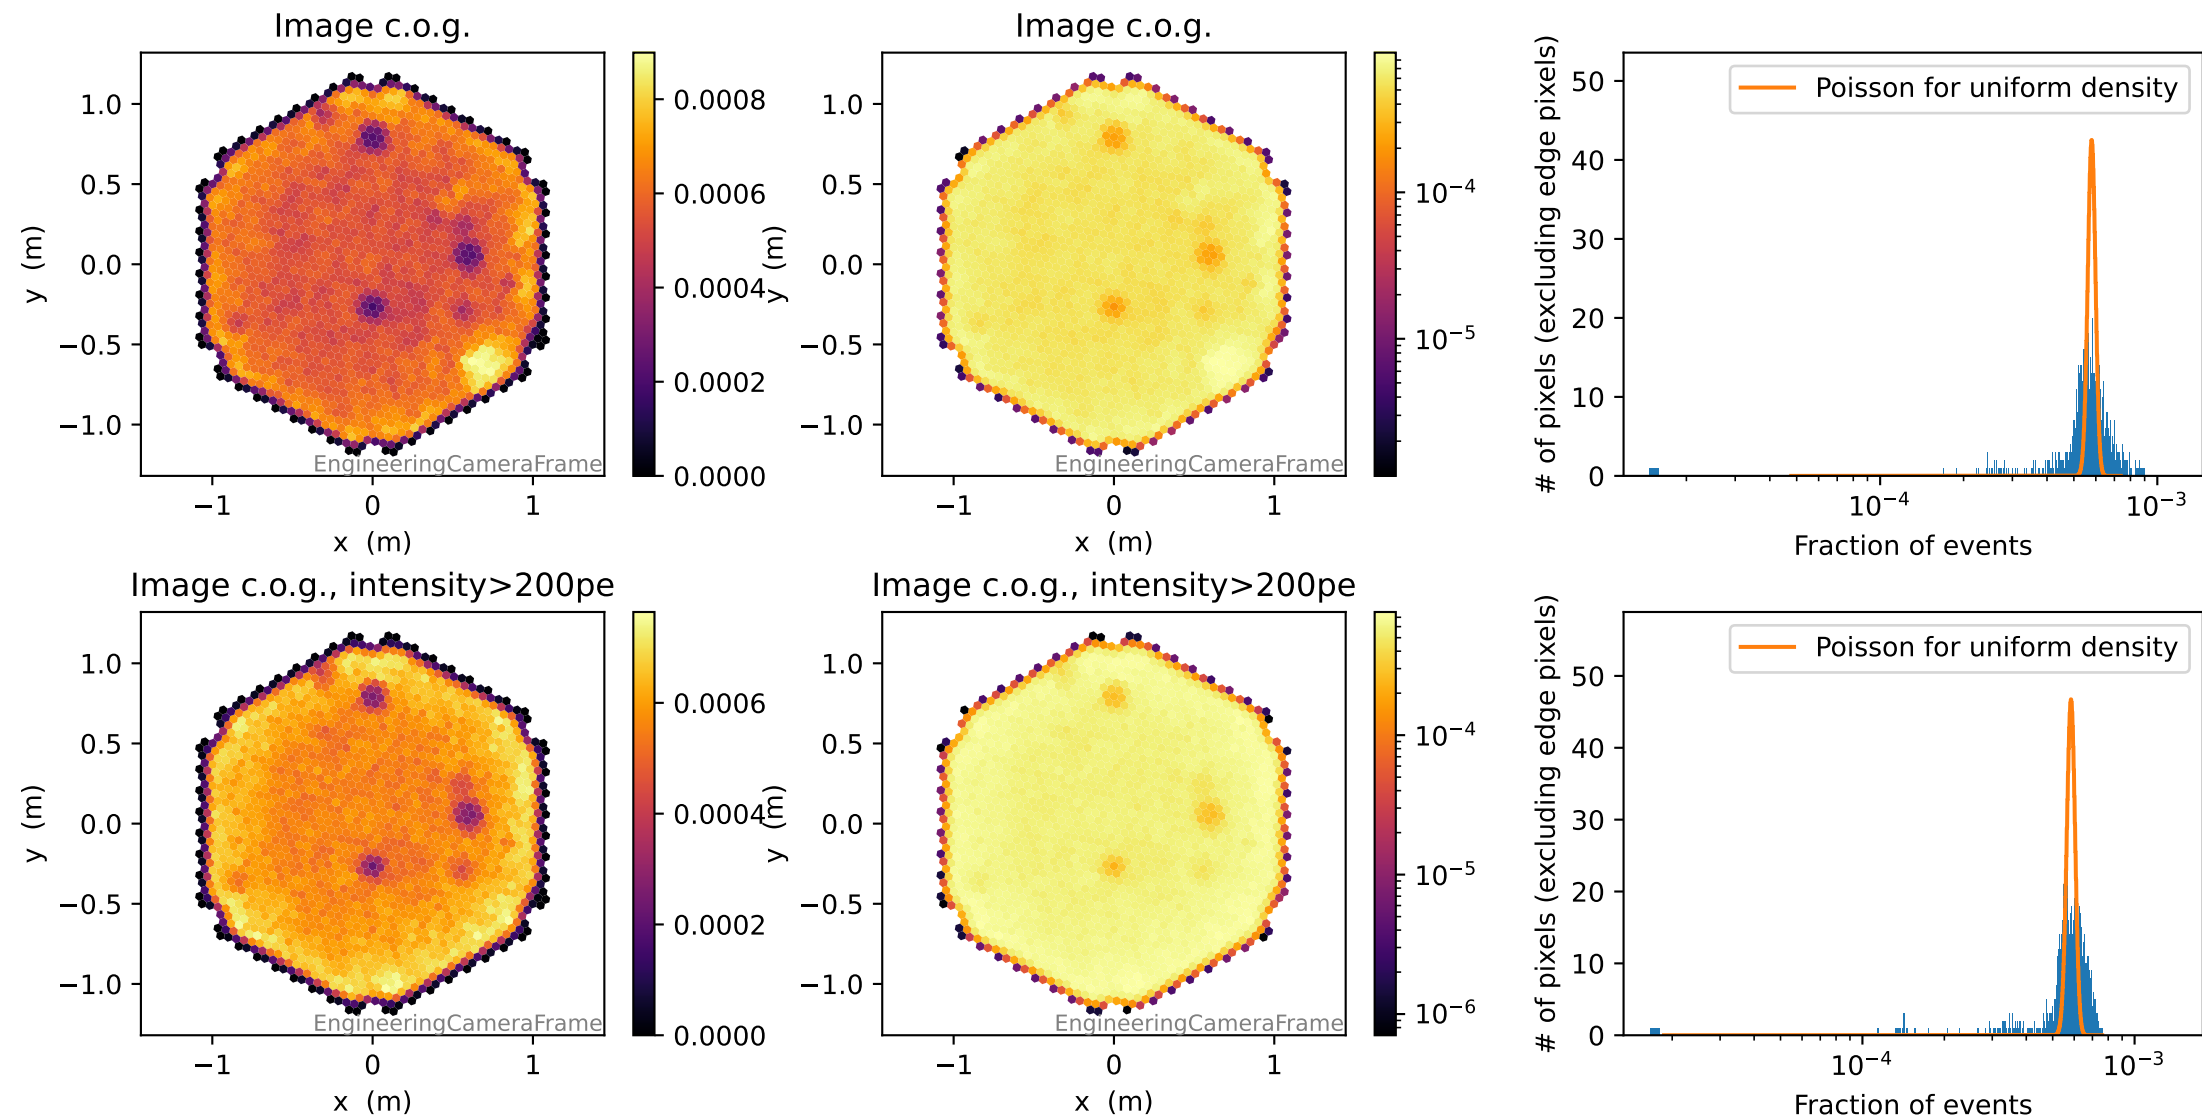 Image c.o.g.
1.0
0.5
0.0
−0.5
−1.0
y (m)
−1
0
1
x (m)
EngineeringCameraFrame
0.0008
0.0006
0.0004
0.0002
0.0000
Image c.o.g.
1.0
0.5
0.0
−0.5
−1.0
y (m)
−1
0
1
x (m)
EngineeringCameraFrame
10⁻⁴
10⁻⁵
Poisson for uniform density
50
40
30
20
10
0
# of pixels (excluding edge pixels)
10⁻⁴
10⁻³
Fraction of events
Image c.o.g., intensity>200pe
1.0
0.5
0.0
−0.5
−1.0
y (m)
−1
0
1
x (m)
EngineeringCameraFrame
0.0006
0.0004
0.0002
0.0000
Image c.o.g., intensity>200pe
1.0
0.5
0.0
−0.5
−1.0
y (m)
−1
0
1
x (m)
EngineeringCameraFrame
10⁻⁴
10⁻⁵
10⁻⁶
Poisson for uniform density
50
40
30
20
10
0
# of pixels (excluding edge pixels)
10⁻⁴
10⁻³
Fraction of events